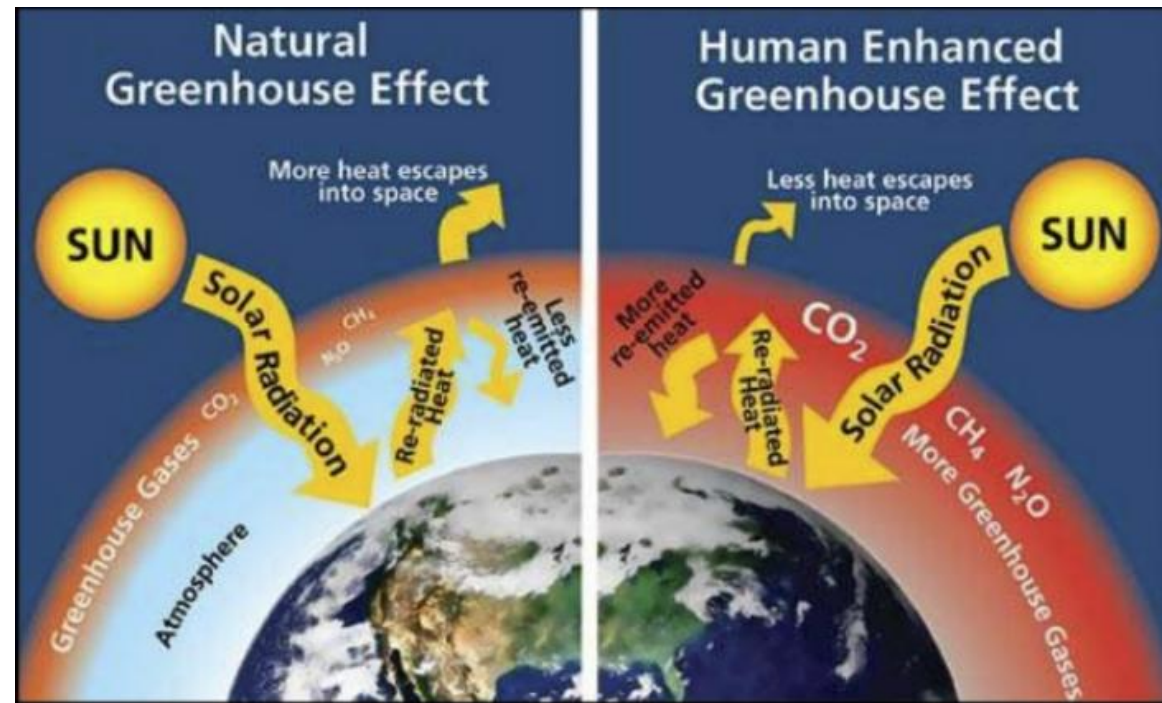 Natural
Greenhouse Effect
More heat escapes
into space
SUN
Solar Radiation
Less
re-emitted
heat
Re-radiated
Heat
CH₄
N₂O
CO₂
Greenhouse Gases
Atmosphere
Human Enhanced
Greenhouse Effect
Less heat escapes
into space
SUN
Solar Radiation
More
re-emitted
heat
Re-radiated
Heat
CO₂
CH₄
N₂O
More Greenhouse Gases